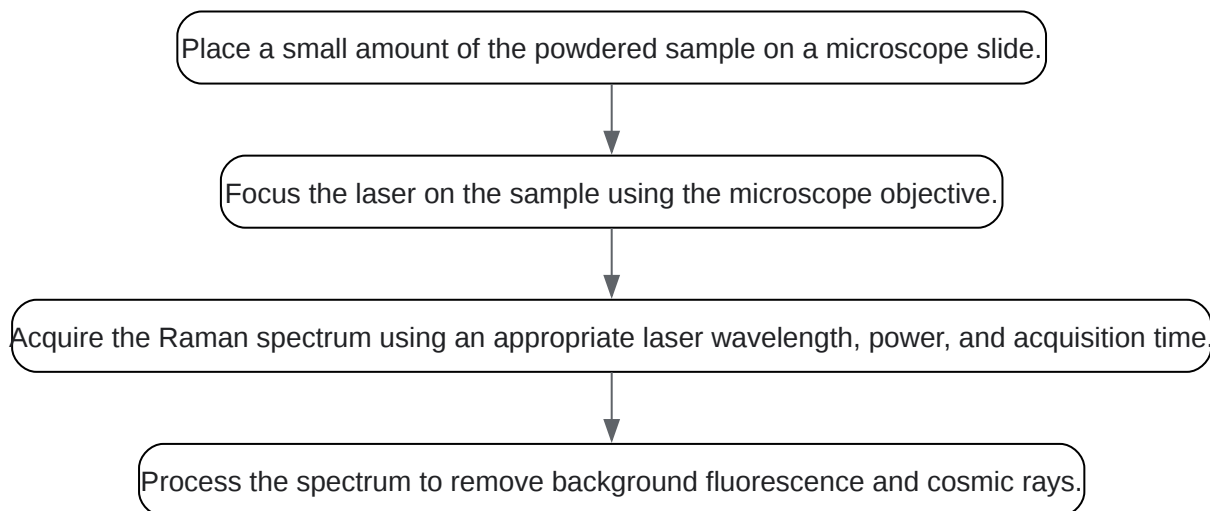 Place a small amount of the powdered sample on a microscope slide.
Focus the laser on the sample using the microscope objective.
Acquire the Raman spectrum using an appropriate laser wavelength, power, and acquisition time.
Process the spectrum to remove background fluorescence and cosmic rays.